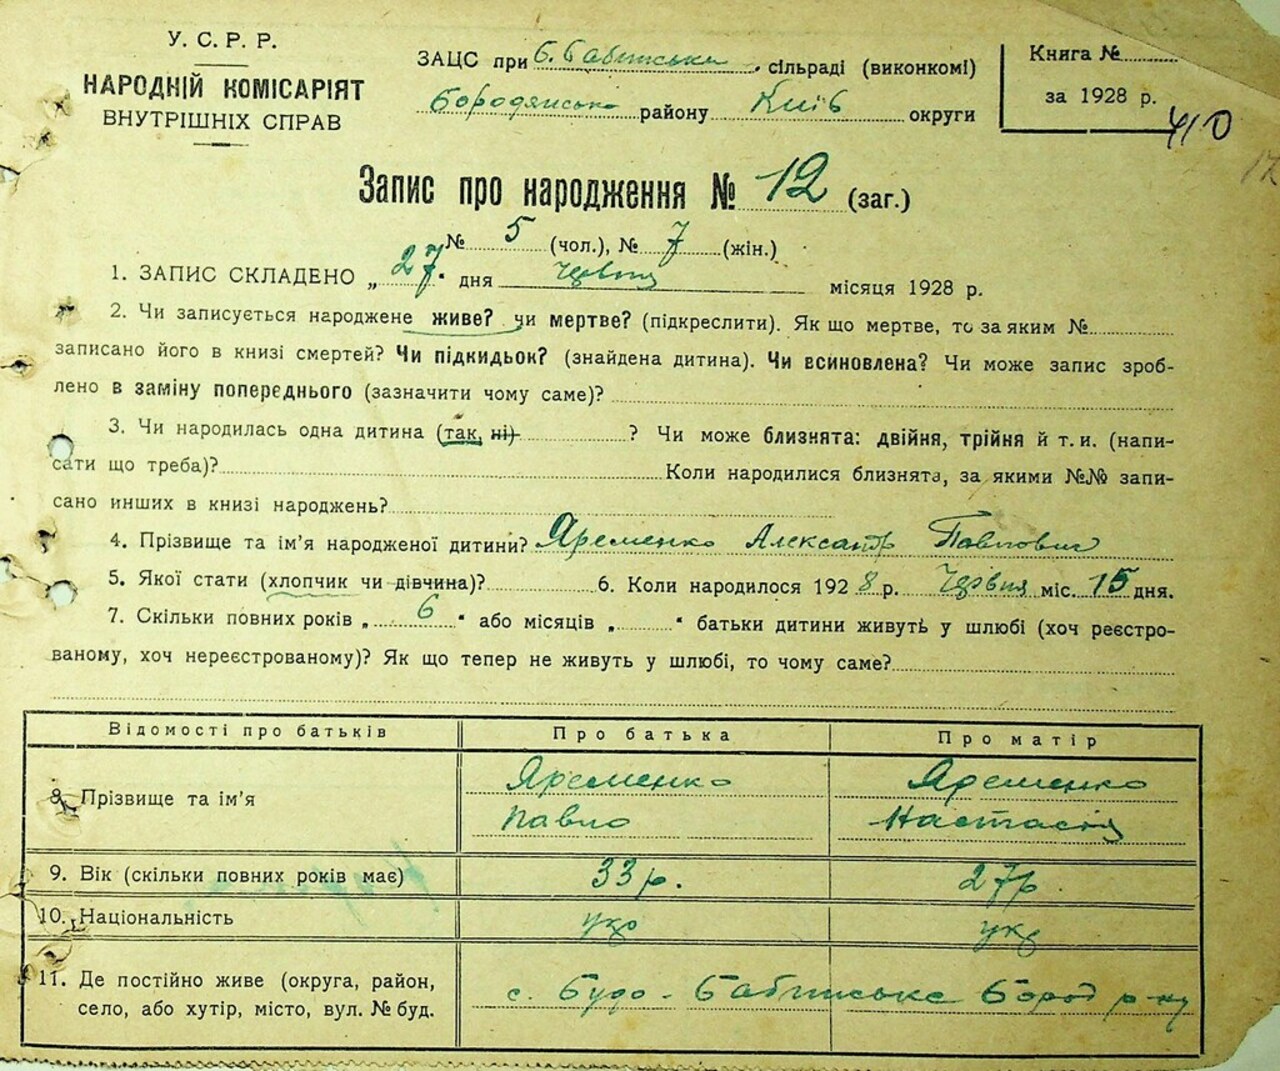 У. С. Р. Р.
НАРОДНІЙ КОМІСАРІЯТ
ВНУТРІШНІХ СПРАВ
ЗАЦС при Б. Бабинські сільраді (виконкомі)
Бородянсько району Київ округи
Книга №
за 1928 р.
410
12
Запис про народження № 12 (заг.)
№ 5 (чол.), № 7 (жін.)
1. ЗАПИС СКЛАДЕНО „ 27 " дня Червня місяця 1928 р.
2. Чи записується народжене живе? чи мертве? (підкреслити). Як що мертве, то за яким №
записано його в книзі смертей? Чи підкидьок? (знайдена дитина). Чи всиновлена? Чи може запис зроб-
лено в заміну попереднього (зазначити чому саме)?
3. Чи народилась одна дитина (так, ні) ? Чи може близнята: двійня, трійня й т. и. (напи-
сати що треба)? Коли народилися близнята, за якими №№ запи-
сано инших в книзі народжень?
4. Прізвище та ім'я народженої дитини? Яременко Александр Павлович
5. Якої стати (хлопчик чи дівчина)? 6. Коли народилося 1928 р. Червня міс. 15 дня.
7. Скільки повних років „ 6 " або місяців „ " батьки дитини живуть у шлюбі (хоч реєстро-
ваному, хоч нереєстрованому)? Як що тепер не живуть у шлюбі, то чому саме?
Відомості про батьків Про батька Про матір
8. Прізвище та ім'я Яременко Павло Яременко Настасія
9. Вік (скільки повних років має) 33 р. 27 р.
10. Національність укр укр
11. Де постійно живе (округа, район,
село, або хутір, місто, вул. № буд. с. Будо-Бабинська Бород р-ну